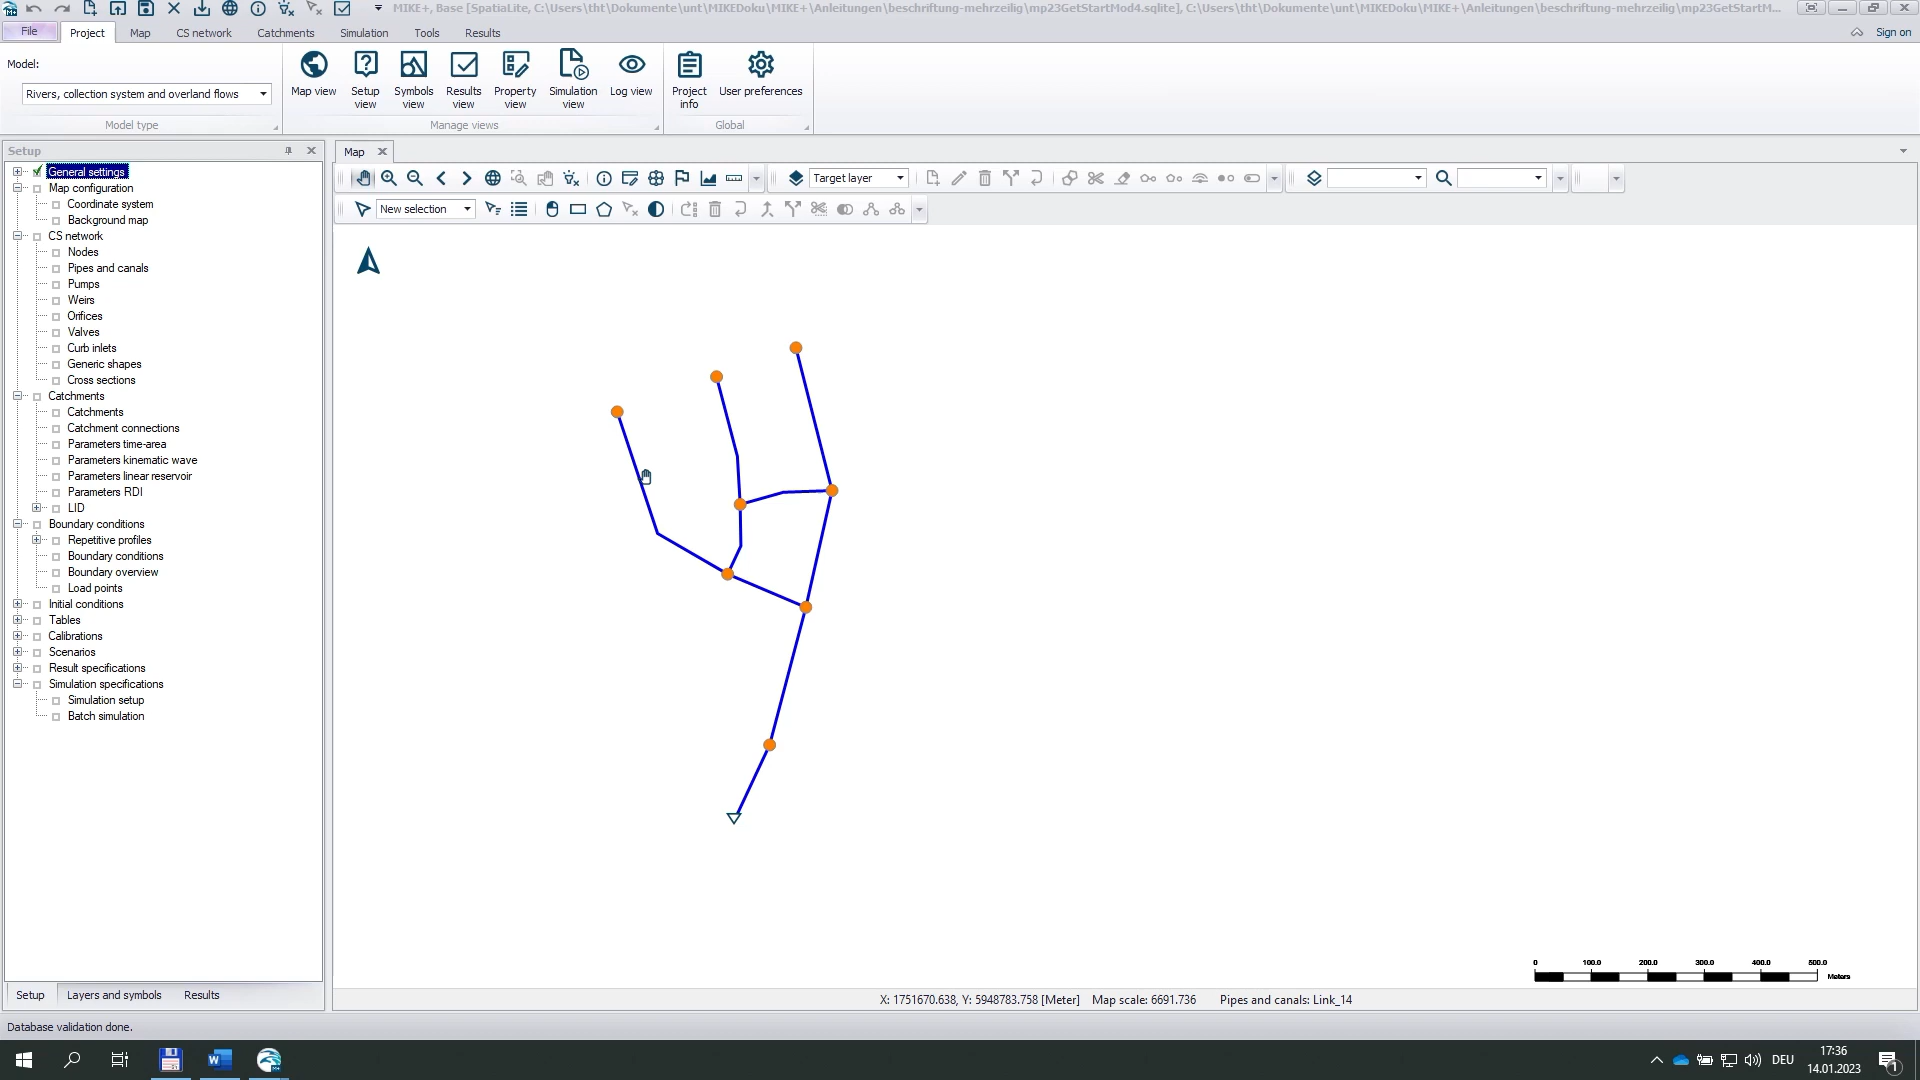 MIKE+, Base [SpatiaLite, C:\Users\tht\Dokumente\unt\MIKEDoku\MIKE+\Anleitungen\beschriftung-mehrzeilig\mp23GetStartMod4.sqlite], C:\Users\tht\Dokumente\unt\MIKEDoku\MIKE+\Anleitungen\beschriftung-mehrzeilig\mp23GetStartM...
File Project Map CS network Catchments Simulation Tools Results Sign on
Model:
Rivers, collection system and overland flows
Model type
Map view
Setup view
Symbols view
Results view
Property view
Simulation view
Log view
Manage views
Project info
User preferences
Global
Setup
General settings
Map configuration
Coordinate system
Background map
CS network
Nodes
Pipes and canals
Pumps
Weirs
Orifices
Valves
Curb inlets
Generic shapes
Cross sections
Catchments
Catchments
Catchment connections
Parameters time-area
Parameters kinematic wave
Parameters linear reservoir
Parameters RDI
LID
Boundary conditions
Repetitive profiles
Boundary conditions
Boundary overview
Load points
Initial conditions
Tables
Calibrations
Scenarios
Result specifications
Simulation specifications
Simulation setup
Batch simulation
Setup Layers and symbols Results
Map
Target layer
New selection
0 100.0 200.0 300.0 400.0 500.0
Meters
X: 1751670.638, Y: 5948783.758 [Meter] Map scale: 6691.736 Pipes and canals: Link_14
Database validation done.
DEU
17:36
14.01.2023
1